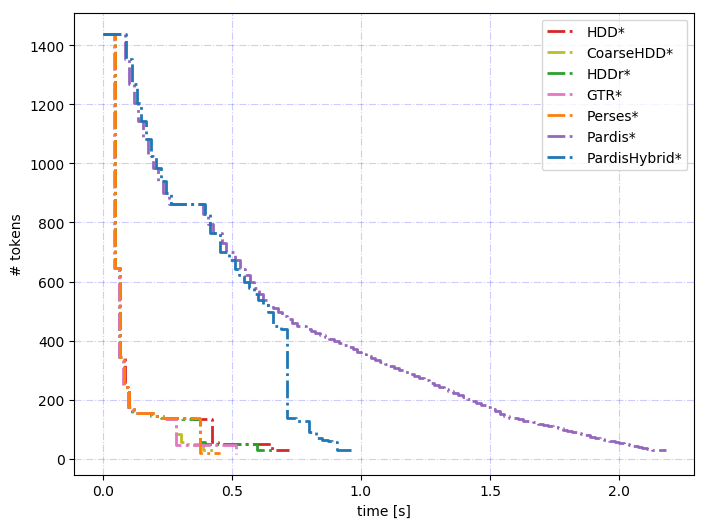 HDD*
CoarseHDD*
HDDr*
GTR*
Perses*
Pardis*
PardisHybrid*
1400
1200
1000
800
600
400
200
0
# tokens
0.0 0.5 1.0 1.5 2.0
time [s]